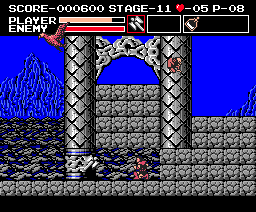 SCORE-000600 STAGE-11 ♥-05 P-08
PLAYER
ENEMY